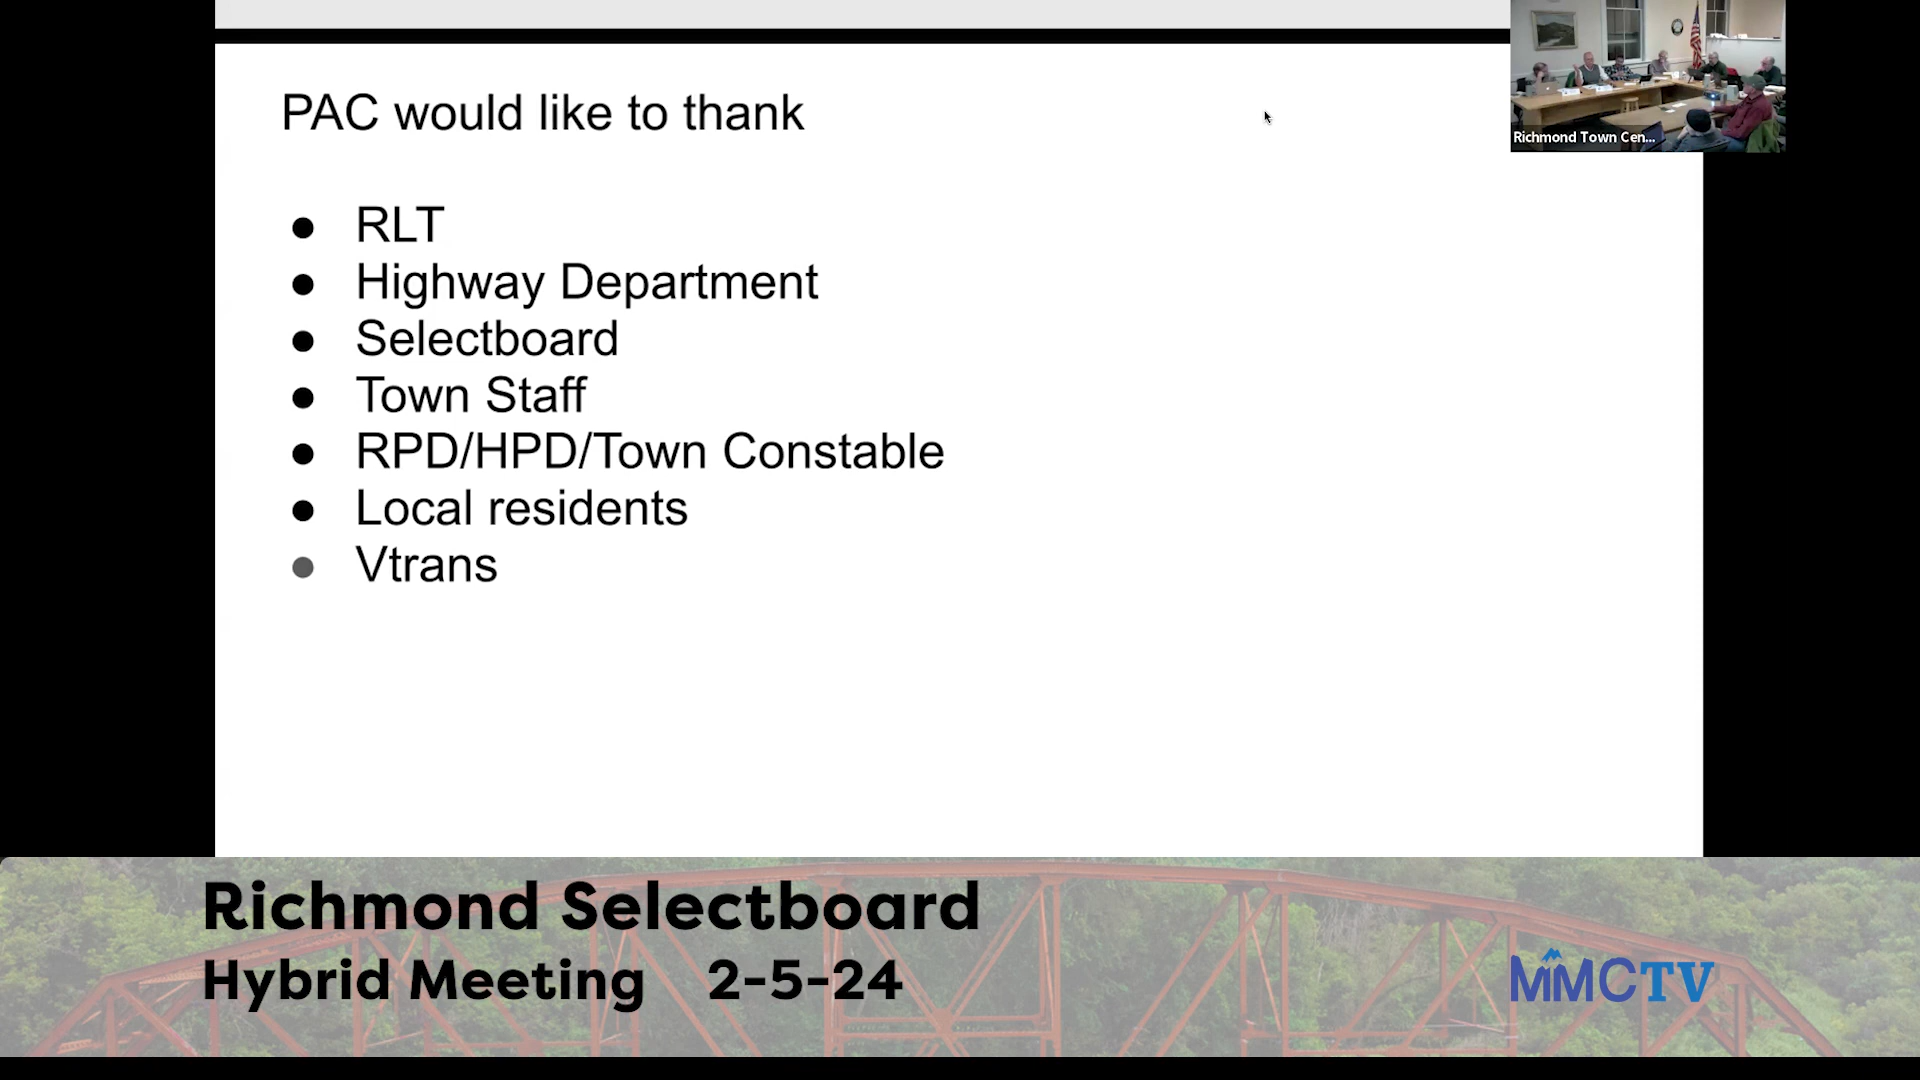 PAC would like to thank
● RLT
● Highway Department
● Selectboard
● Town Staff
● RPD/HPD/Town Constable
● Local residents
● Vtrans
Richmond Town Cen...
Richmond Selectboard
Hybrid Meeting 2-5-24
MMCTV